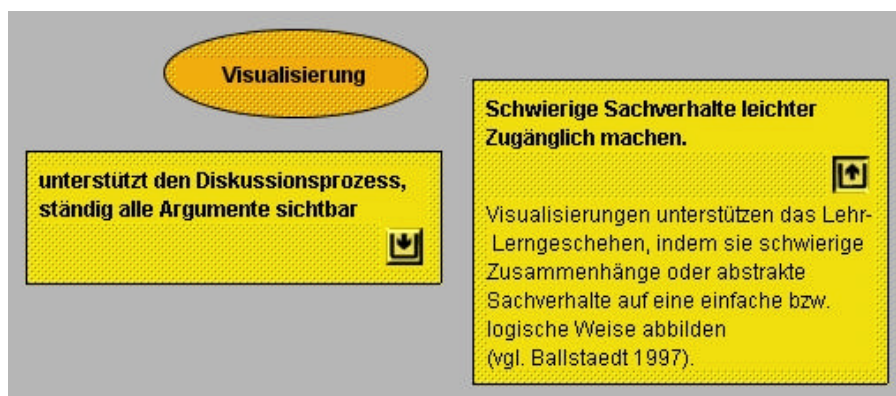 Visualisierung
unterstützt den Diskussionsprozess,
ständig alle Argumente sichtbar
Schwierige Sachverhalte leichter
Zugänglich machen.
Visualisierungen unterstützen das Lehr-
Lerngeschehen, indem sie schwierige
Zusammenhänge oder abstrakte
Sachverhalte auf eine einfache bzw.
logische Weise abbilden
(vgl. Ballstaedt 1997).